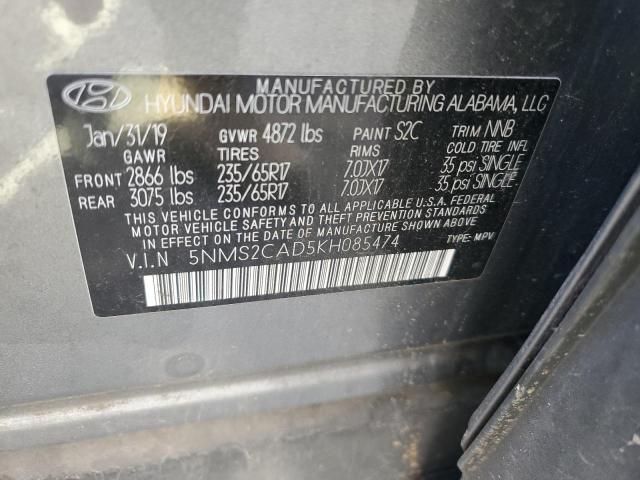 MANUFACTURED BY
HYUNDAI MOTOR MANUFACTURING ALABAMA, LLC
Jan/31/19 GVWR 4872 lbs PAINT S2C TRIM NNB
GAWR TIRES RIMS COLD TIRE INFL
FRONT 2866 lbs 235/65R17 7.0JX17 35 psi SINGLE
REAR 3075 lbs 235/65R17 7.0JX17 35 psi SINGLE
THIS VEHICLE CONFORMS TO ALL APPLICABLE U.S.A. FEDERAL
MOTOR VEHICLE SAFETY AND THEFT PREVENTION STANDARDS
IN EFFECT ON THE DATE OF MANUFACTURE SHOWN ABOVE.
V.I.N 5NMS2CAD5KH085474 TYPE: MPV